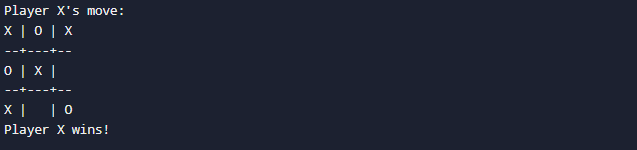 Player X's move:
X | O | X
--+---+--
O | X |
--+---+--
X |   | O
Player X wins!